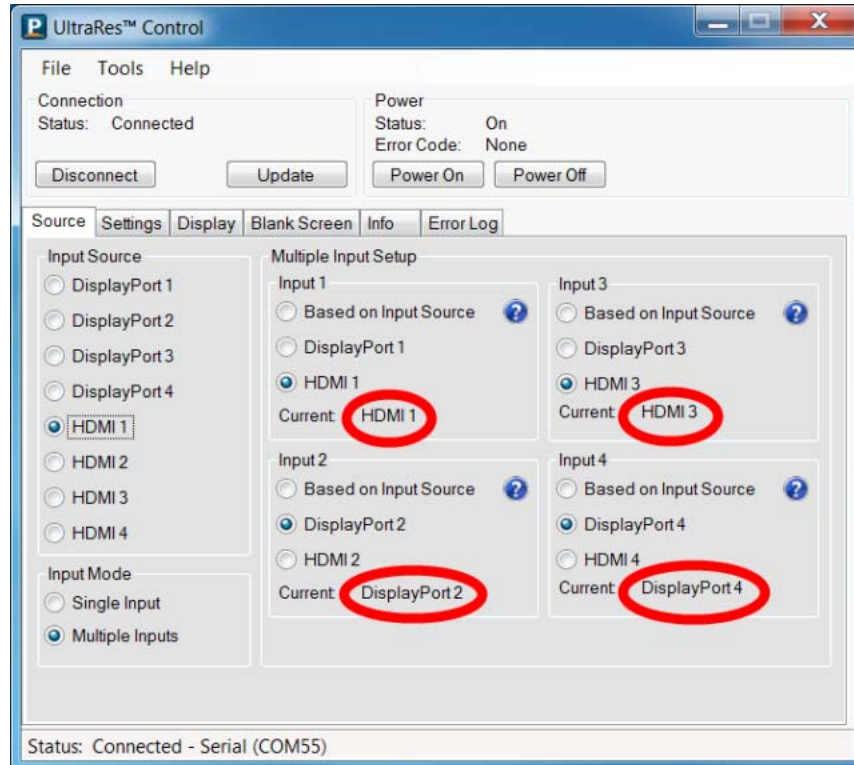 P UltraRes™ Control
File Tools Help
Connection
Status: Connected
Disconnect Update
Power
Status: On
Error Code: None
Power On Power Off
Source Settings Display Blank Screen Info Error Log
Input Source
DisplayPort 1
DisplayPort 2
DisplayPort 3
DisplayPort 4
HDMI 1
HDMI 2
HDMI 3
HDMI 4
Input Mode
Single Input
Multiple Inputs
Multiple Input Setup
Input 1
Based on Input Source ?
DisplayPort 1
HDMI 1
Current: HDMI 1
Input 2
Based on Input Source ?
DisplayPort 2
HDMI 2
Current: DisplayPort 2
Input 3
Based on Input Source ?
DisplayPort 3
HDMI 3
Current: HDMI 3
Input 4
Based on Input Source ?
DisplayPort 4
HDMI 4
Current: DisplayPort 4
Status: Connected - Serial (COM55)